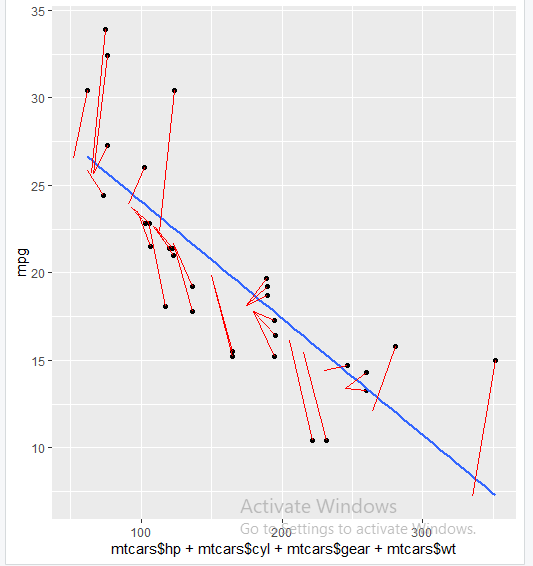 35
30
25
20
15
10
mpg
Activate Windows
Go to Settings to activate Windows.
100
200
300
mtcars$hp + mtcars$cyl + mtcars$gear + mtcars$wt